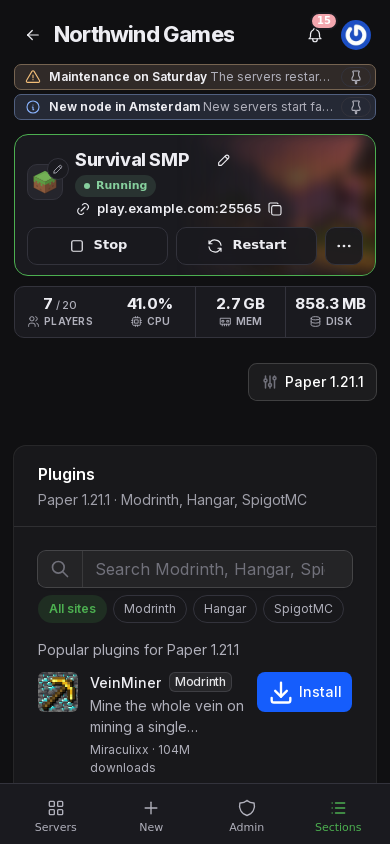 15
Northwind Games
Maintenance on Saturday The servers restar...
New node in Amsterdam New servers start fa...
Survival SMP
Running
play.example.com:25565
Stop
Restart
7 / 20
PLAYERS
41.0%
CPU
2.7 GB
MEM
858.3 MB
DISK
Paper 1.21.1
Plugins
Paper 1.21.1 · Modrinth, Hangar, SpigotMC
Search Modrinth, Hangar, Spi
All sites
Modrinth
Hangar
SpigotMC
Popular plugins for Paper 1.21.1
VeinMiner Modrinth
Mine the whole vein on
mining a single...
Miraculixx · 104M
downloads
Install
Servers
New
Admin
Sections